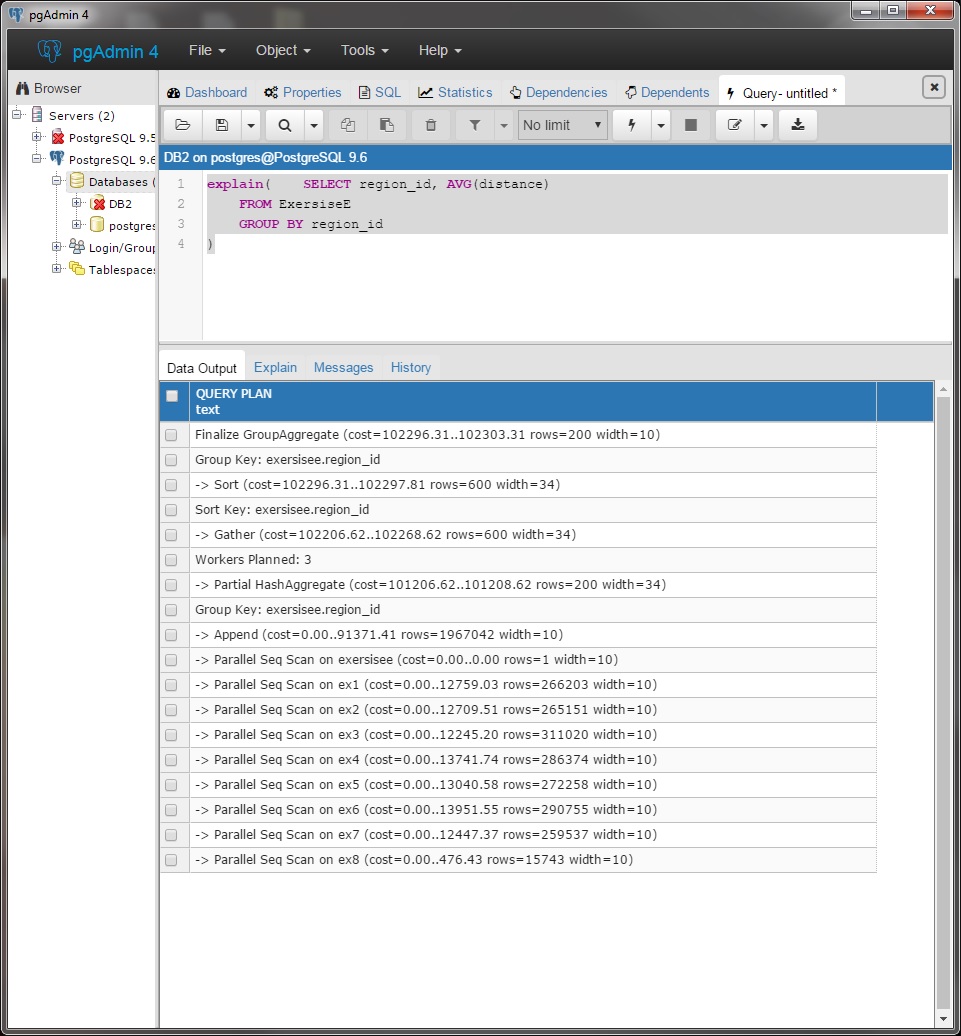 pgAdmin 4
pgAdmin 4 File Object Tools Help
Browser
Dashboard Properties SQL Statistics Dependencies Dependents Query- untitled *
Servers (2)
PostgreSQL 9.5
PostgreSQL 9.6
Databases (
DB2
postgres
Login/Group
Tablespaces
No limit
DB2 on postgres@PostgreSQL 9.6
1 explain( SELECT region_id, AVG(distance)
2 FROM ExersiseE
3 GROUP BY region_id
4 )
Data Output Explain Messages History
QUERY PLAN
text
Finalize GroupAggregate (cost=102296.31..102303.31 rows=200 width=10)
Group Key: exersisee.region_id
-> Sort (cost=102296.31..102297.81 rows=600 width=34)
Sort Key: exersisee.region_id
-> Gather (cost=102206.62..102268.62 rows=600 width=34)
Workers Planned: 3
-> Partial HashAggregate (cost=101206.62..101208.62 rows=200 width=34)
Group Key: exersisee.region_id
-> Append (cost=0.00..91371.41 rows=1967042 width=10)
-> Parallel Seq Scan on exersisee (cost=0.00..0.00 rows=1 width=10)
-> Parallel Seq Scan on ex1 (cost=0.00..12759.03 rows=266203 width=10)
-> Parallel Seq Scan on ex2 (cost=0.00..12709.51 rows=265151 width=10)
-> Parallel Seq Scan on ex3 (cost=0.00..12245.20 rows=311020 width=10)
-> Parallel Seq Scan on ex4 (cost=0.00..13741.74 rows=286374 width=10)
-> Parallel Seq Scan on ex5 (cost=0.00..13040.58 rows=272258 width=10)
-> Parallel Seq Scan on ex6 (cost=0.00..13951.55 rows=290755 width=10)
-> Parallel Seq Scan on ex7 (cost=0.00..12447.37 rows=259537 width=10)
-> Parallel Seq Scan on ex8 (cost=0.00..476.43 rows=15743 width=10)